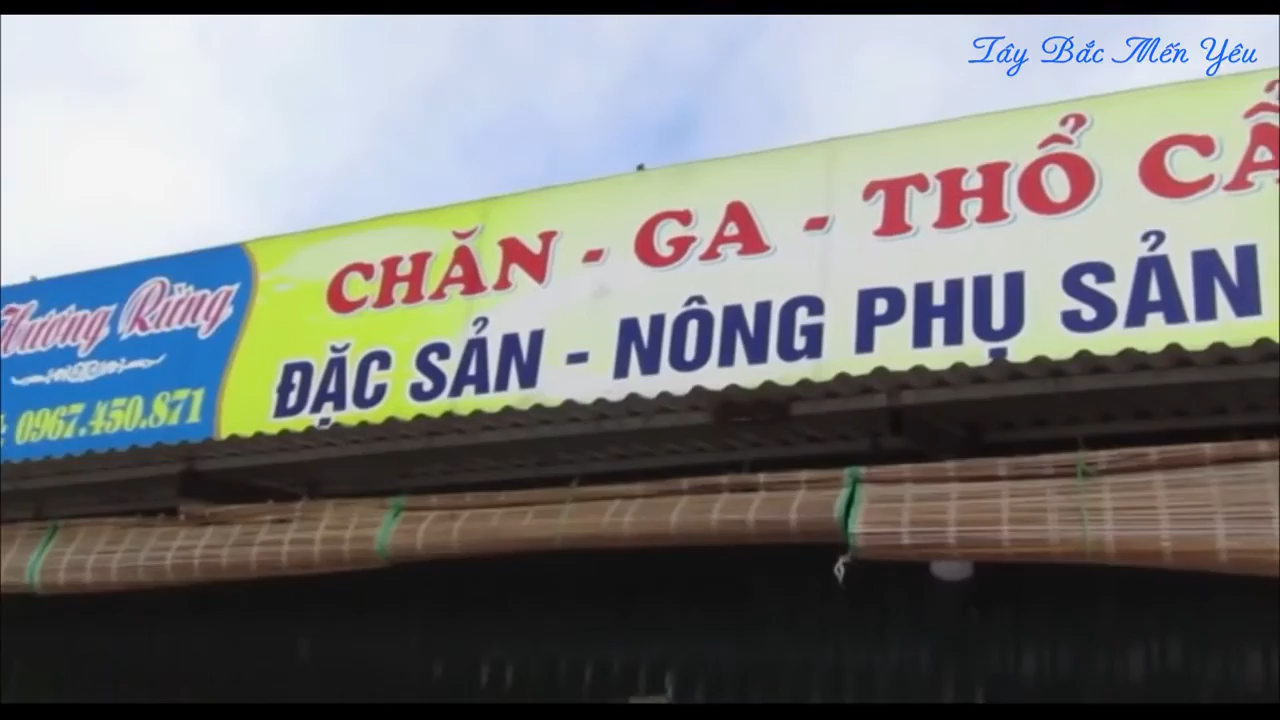 Tây Bắc Mến Yêu
CHĂN - GA - THỔ
ĐẶC SẢN - NÔNG PHỤ SẢN
Hương Rừng
0967.450.871